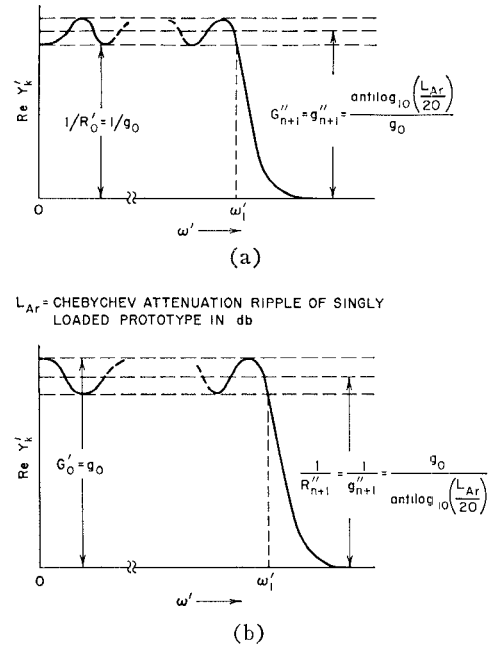 Re Y'k
1/R'0 = 1/g0
G''n+1 = g''n+1 = antilog10 (LAr/20) / g0
0
ω'1
ω'
(a)
LAr = CHEBYCHEV ATTENUATION RIPPLE OF SINGLY
LOADED PROTOTYPE IN db
Re Y'k
G'0 = g0
1/R''n+1 = 1/g''n+1 = g0 / antilog10 (LAr/20)
0
ω'1
ω'
(b)